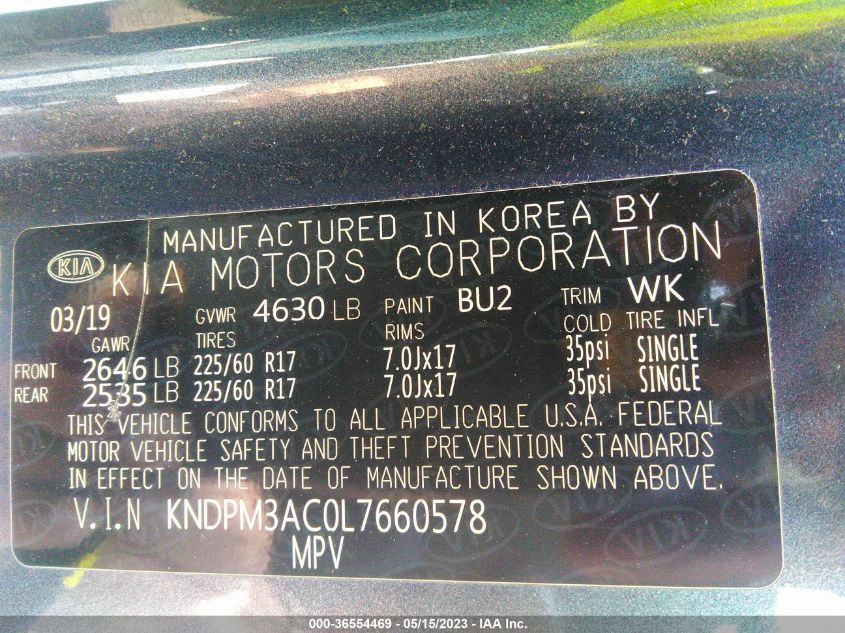 MANUFACTURED IN KOREA BY
KIA KIA MOTORS CORPORATION
03/19 GVWR 4630 LB PAINT BU2 TRIM WK
GAWR TIRES RIMS COLD TIRE INFL
FRONT 2646 LB 225/60 R17 7.0Jx17 35psi SINGLE
REAR 2535 LB 225/60 R17 7.0Jx17 35psi SINGLE
THIS VEHICLE CONFORMS TO ALL APPLICABLE U.S.A. FEDERAL
MOTOR VEHICLE SAFETY AND THEFT PREVENTION STANDARDS
IN EFFECT ON THE DATE OF MANUFACTURE SHOWN ABOVE.
V.I.N KNDPM3AC0L7660578
MPV
000-36554469 - 05/15/2023 - IAA Inc.